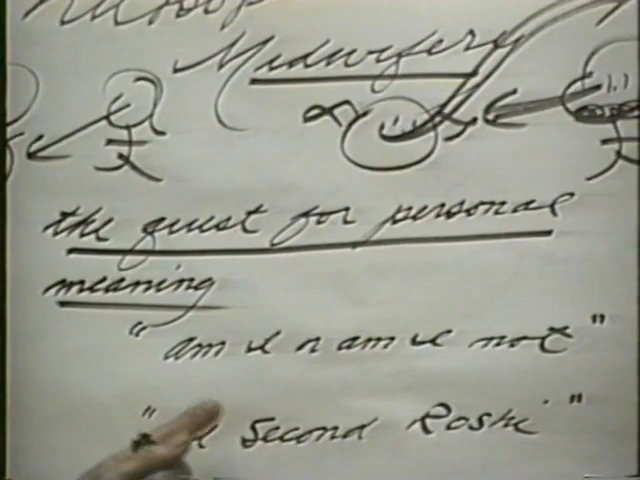 Midwifery
the quest for personal
meaning
"am I or am I not"
" I Second Roshi "